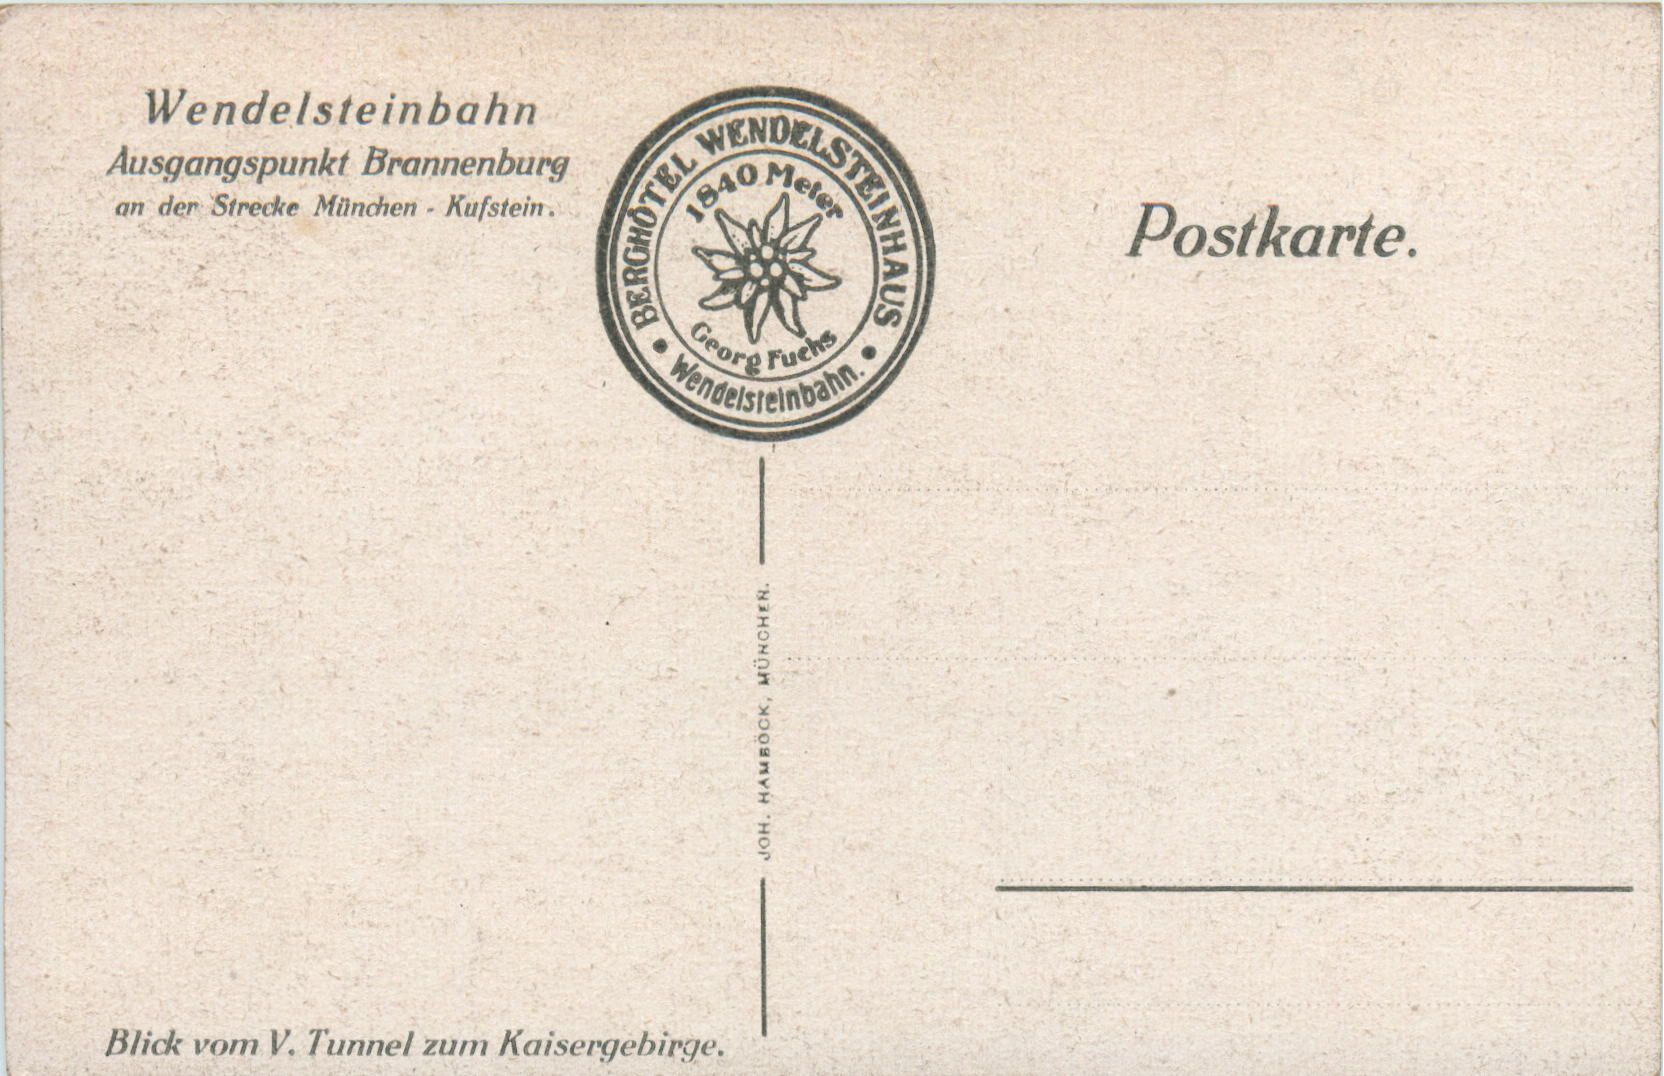 Wendelsteinbahn
Ausgangspunkt Brannenburg
an der Strecke München - Kufstein.
BERGHÔTEL WENDELSTEINHAUS
1840 Meter
Georg Fuchs
• Wendelsteinbahn. •
Postkarte.
JOH. HAMBÖCK, MÜNCHEN.
Blick vom V. Tunnel zum Kaisergebirge.